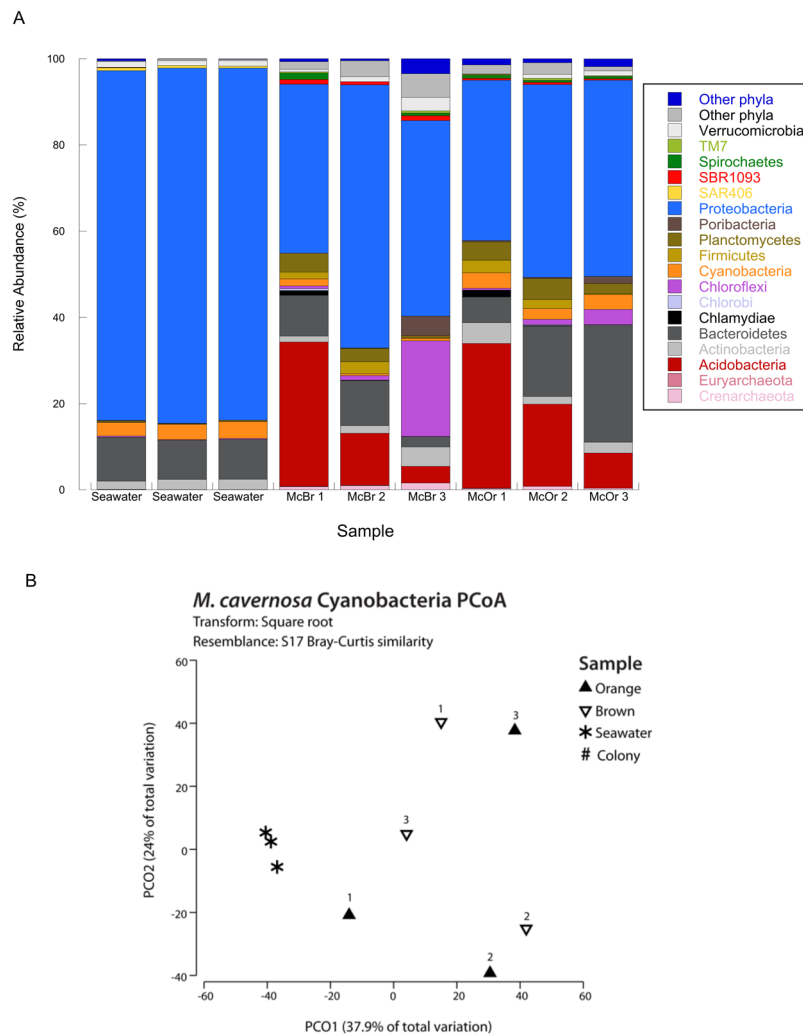 A
100
80
60
40
20
0
Relative Abundance (%)
Seawater Seawater Seawater McBr 1 McBr 2 McBr 3 McOr 1 McOr 2 McOr 3
Sample
Other phyla
Other phyla
Verrucomicrobia
TM7
Spirochaetes
SBR1093
SAR406
Proteobacteria
Poribacteria
Planctomycetes
Firmicutes
Cyanobacteria
Chloroflexi
Chlorobi
Chlamydiae
Bacteroidetes
Actinobacteria
Acidobacteria
Euryarchaeota
Crenarchaeota
B
M. cavernosa Cyanobacteria PCoA
Transform: Square root
Resemblance: S17 Bray-Curtis similarity
60
40
20
0
-20
-40
PCO2 (24% of total variation)
1
3
3
1
2
2
-60 -40 -20 0 20 40 60
PCO1 (37.9% of total variation)
Sample
Orange
Brown
Seawater
# Colony